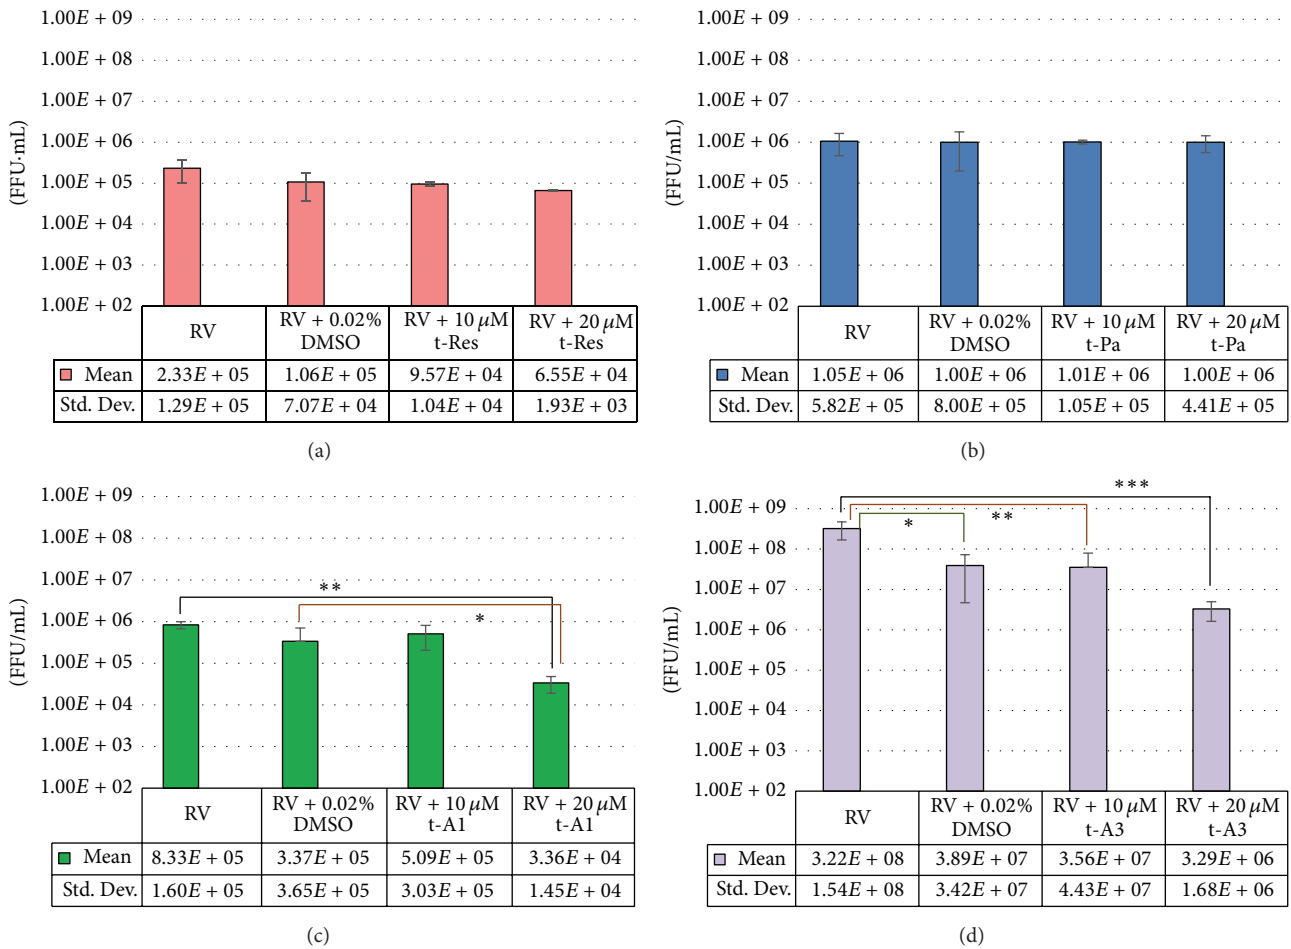 1.00E + 09
1.00E + 08
1.00E + 07
1.00E + 06
1.00E + 05
1.00E + 04
1.00E + 03
1.00E + 02
(FFU·mL)
RV
RV + 0.02% DMSO
RV + 10 µM t-Res
RV + 20 µM t-Res
Mean 2.33E + 05 1.06E + 05 9.57E + 04 6.55E + 04
Std. Dev. 1.29E + 05 7.07E + 04 1.04E + 04 1.93E + 03
(a)
1.00E + 09
1.00E + 08
1.00E + 07
1.00E + 06
1.00E + 05
1.00E + 04
1.00E + 03
1.00E + 02
(FFU/mL)
RV
RV + 0.02% DMSO
RV + 10 µM t-Pa
RV + 20 µM t-Pa
Mean 1.05E + 06 1.00E + 06 1.01E + 06 1.00E + 06
Std. Dev. 5.82E + 05 8.00E + 05 1.05E + 05 4.41E + 05
(b)
1.00E + 09
1.00E + 08
1.00E + 07
1.00E + 06
1.00E + 05
1.00E + 04
1.00E + 03
1.00E + 02
(FFU/mL)
**
*
RV
RV + 0.02% DMSO
RV + 10 µM t-A1
RV + 20 µM t-A1
Mean 8.33E + 05 3.37E + 05 5.09E + 05 3.36E + 04
Std. Dev. 1.60E + 05 3.65E + 05 3.03E + 05 1.45E + 04
(c)
1.00E + 09
1.00E + 08
1.00E + 07
1.00E + 06
1.00E + 05
1.00E + 04
1.00E + 03
1.00E + 02
(FFU/mL)
***
*
**
RV
RV + 0.02% DMSO
RV + 10 µM t-A3
RV + 20 µM t-A3
Mean 3.22E + 08 3.89E + 07 3.56E + 07 3.29E + 06
Std. Dev. 1.54E + 08 3.42E + 07 4.43E + 07 1.68E + 06
(d)